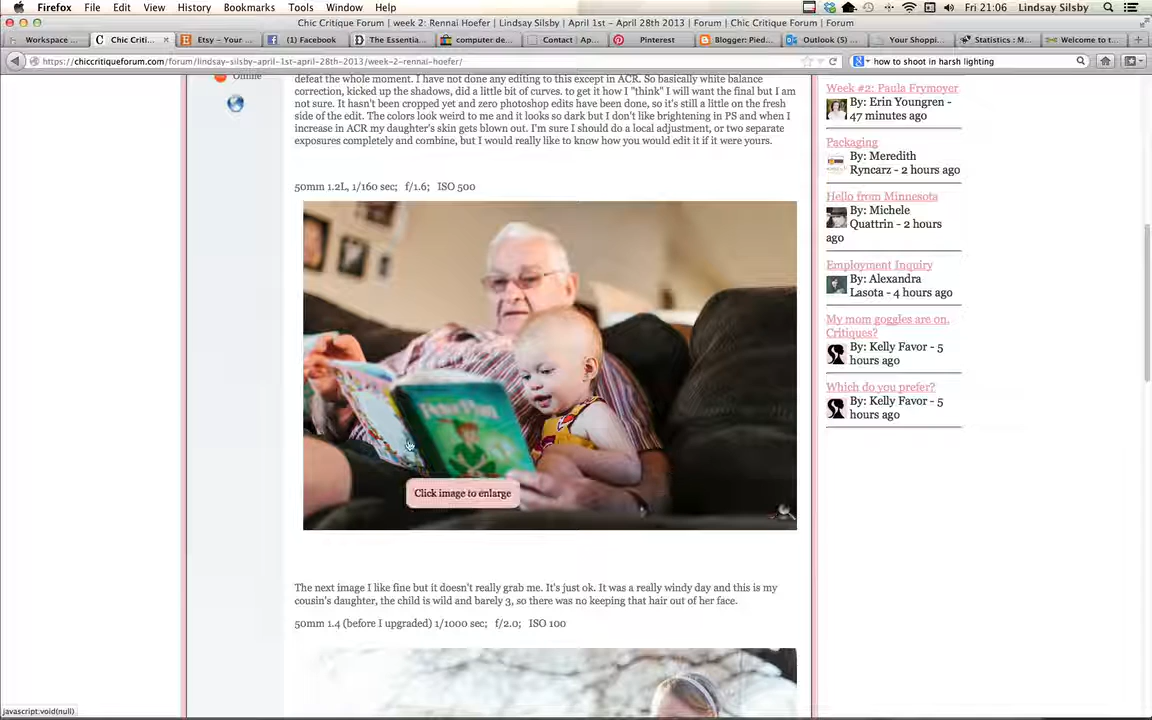 Firefox File Edit View History Bookmarks Tools Window Help
Fri 21:06 Lindsay Silsby
Chic Critique Forum | week 2: Rennai Hoefer | Lindsay Silsby | April 1st - April 28th 2013 | Forum | Chic Critique Forum | Forum
Workspace ... Chic Criti... Etsy - Your ... (1) Facebook The Essentia... computer de... Contact | Ap... Pinterest Blogger: Pied... Outlook (5) ... Your Shoppi... Statistics : M... Welcome to t...
https://chiccritiqueforum.com/forum/lindsay-silsby-april-1st-april-28th-2013/week-2-rennai-hoefer/
how to shoot in harsh lighting
Offline
defeat the whole moment. I have not done any editing to this except in ACR. So basically white balance
correction, kicked up the shadows, did a little bit of curves. to get it how I "think" I will want the final but I am
not sure. It hasn't been cropped yet and zero photoshop edits have been done, so it's still a little on the fresh
side of the edit. The colors look weird to me and it looks so dark but I don't like brightening in PS and when I
increase in ACR my daughter's skin gets blown out. I'm sure I should do a local adjustment, or two separate
exposures completely and combine, but I would really like to know how you would edit it if it were yours.
50mm 1.2L, 1/160 sec; f/1.6; ISO 500
Peter Pan
Click image to enlarge
The next image I like fine but it doesn't really grab me. It's just ok. It was a really windy day and this is my
cousin's daughter, the child is wild and barely 3, so there was no keeping that hair out of her face.
50mm 1.4 (before I upgraded) 1/1000 sec; f/2.0; ISO 100
Week #2: Paula Frymoyer
By: Erin Youngren -
47 minutes ago
Packaging
By: Meredith
Ryncarz - 2 hours ago
Hello from Minnesota
By: Michele
Quattrin - 2 hours
ago
Employment Inquiry
By: Alexandra
Lasota - 4 hours ago
My mom goggles are on.
Critiques?
By: Kelly Favor - 5
hours ago
Which do you prefer?
By: Kelly Favor - 5
hours ago
javascript:void(null)